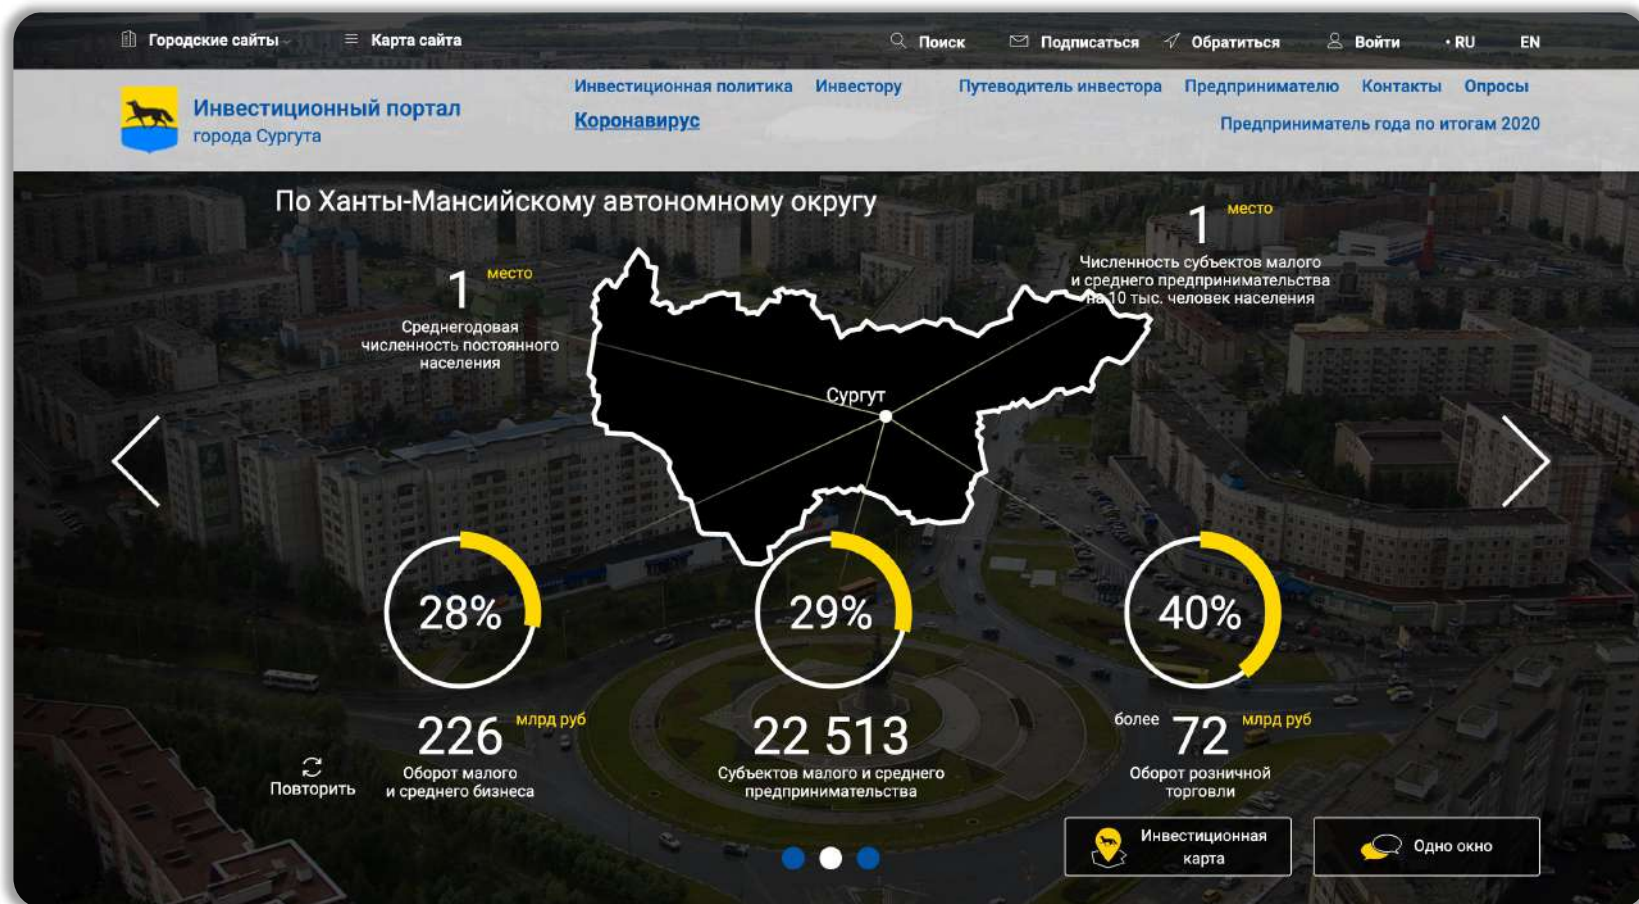 Городские сайты
Карта сайта
Поиск
Подписаться
Обратиться
Войти
• RU
EN
Инвестиционный портал
города Сургута
Инвестиционная политика
Инвестору
Путеводитель инвестора
Предпринимателю
Контакты
Опросы
Коронавирус
Предприниматель года по итогам 2020
По Ханты-Мансийскому автономному округу
1 место
Среднегодовая
численность постоянного
населения
1 место
Численность субъектов малого
и среднего предпринимательства
на 10 тыс. человек населения
Сургут
28%
226 млрд руб
Оборот малого
и среднего бизнеса
29%
22 513
Субъектов малого и среднего
предпринимательства
40%
более 72 млрд руб
Оборот розничной
торговли
Повторить
Инвестиционная
карта
Одно окно